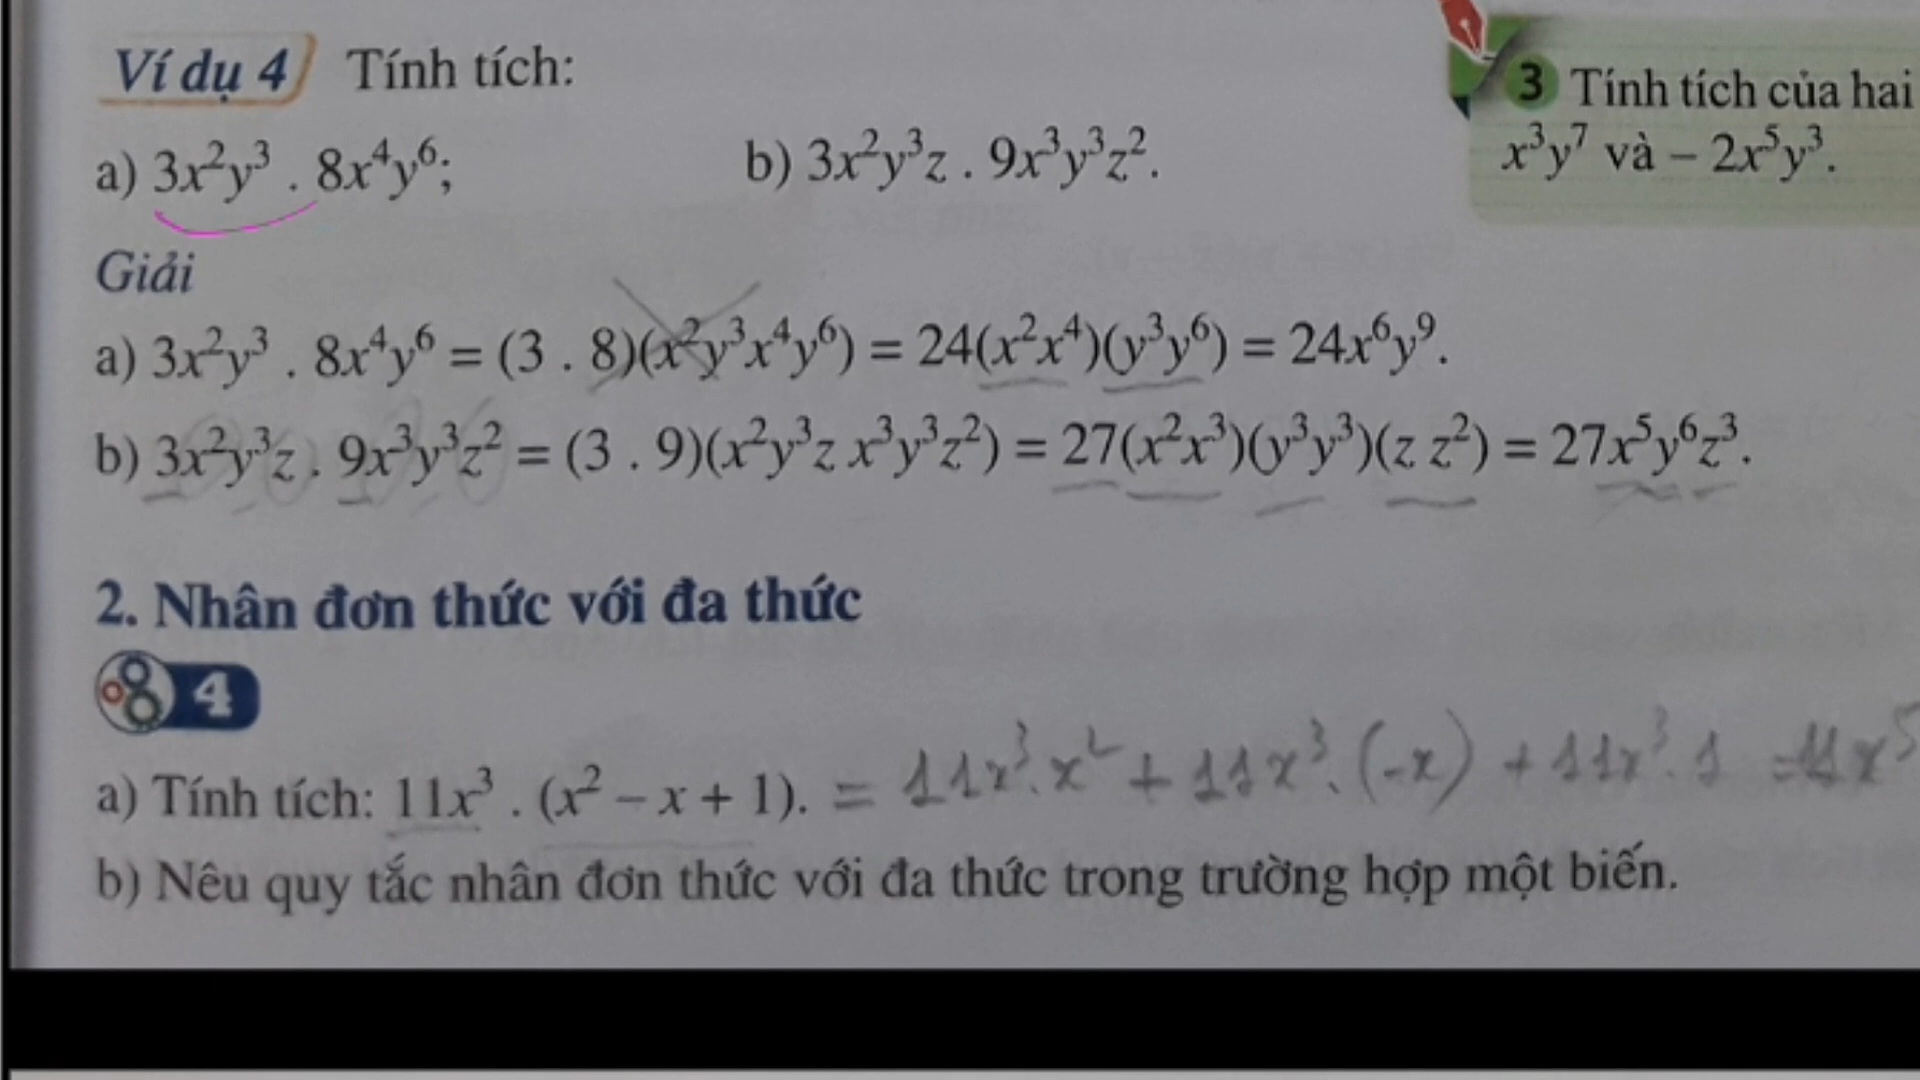 Ví dụ 4 Tính tích:
a) 3x²y³ . 8x⁴y⁶; b) 3x²y³z . 9x³y³z².
3 Tính tích của hai
x³y⁷ và – 2x⁵y³.
Giải
a) 3x²y³ . 8x⁴y⁶ = (3 . 8)(x²y³x⁴y⁶) = 24(x²x⁴)(y³y⁶) = 24x⁶y⁹.
b) 3x²y³z . 9x³y³z² = (3 . 9)(x²y³z x³y³z²) = 27(x²x³)(y³y³)(z z²) = 27x⁵y⁶z³.
2. Nhân đơn thức với đa thức
4
a) Tính tích: 11x³ . (x² – x + 1). = 11x³.x² + 11x³.(-x) + 11x³.1 = 11x⁵
b) Nêu quy tắc nhân đơn thức với đa thức trong trường hợp một biến.